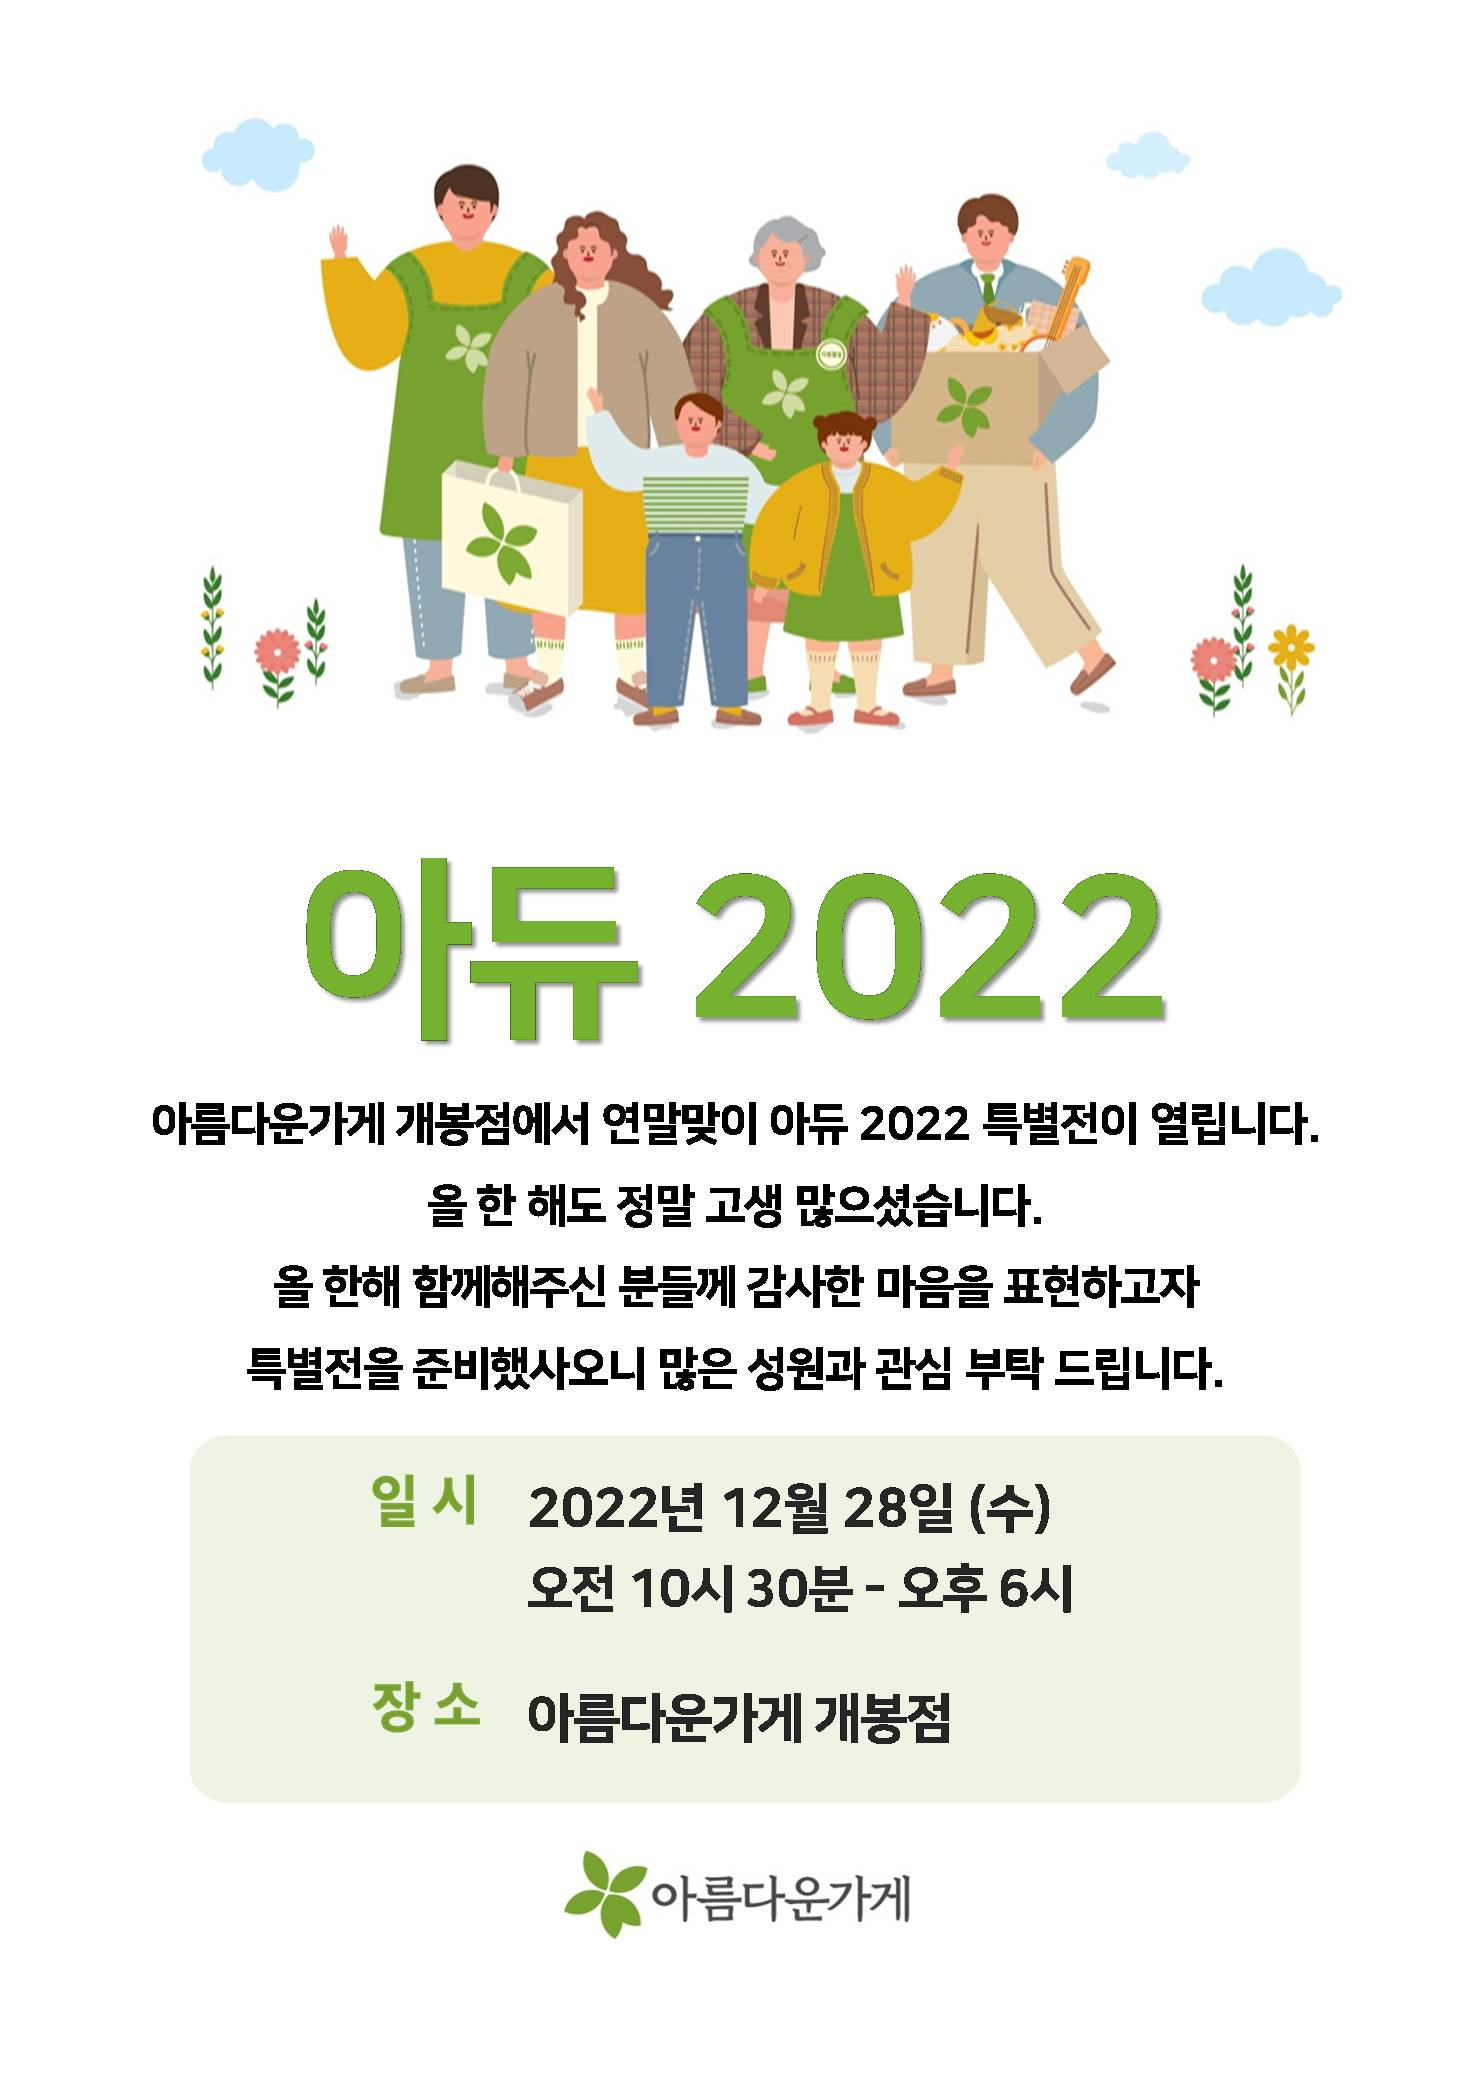 아듀 2022
아름다운가게 개봉점에서 연말맞이 아듀 2022 특별전이 열립니다.
올 한 해도 정말 고생 많으셨습니다.
올 한해 함께해주신 분들께 감사한 마음을 표현하고자
특별전을 준비했사오니 많은 성원과 관심 부탁 드립니다.
일 시 2022년 12월 28일 (수)
오전 10시 30분 - 오후 6시
장 소 아름다운가게 개봉점
아름다운가게